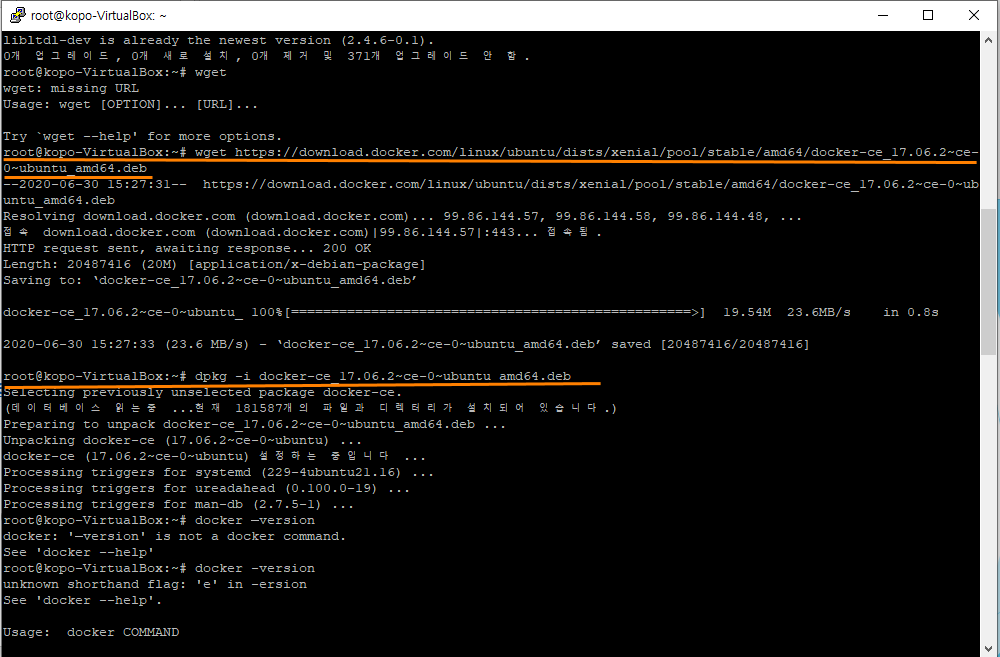 root@kopo-VirtualBox: ~
libltdl-dev is already the newest version (2.4.6-0.1).
0개 업그레이드, 0개 새로 설치, 0개 제거 및 371개 업그레이드 안 함.
root@kopo-VirtualBox:~# wget
wget: missing URL
Usage: wget [OPTION]... [URL]...
Try `wget --help' for more options.
root@kopo-VirtualBox:~# wget https://download.docker.com/linux/ubuntu/dists/xenial/pool/stable/amd64/docker-ce_17.06.2~ce-
0~ubuntu_amd64.deb
--2020-06-30 15:27:31--  https://download.docker.com/linux/ubuntu/dists/xenial/pool/stable/amd64/docker-ce_17.06.2~ce-0~ub
untu_amd64.deb
Resolving download.docker.com (download.docker.com)... 99.86.144.57, 99.86.144.58, 99.86.144.48, ...
접속 download.docker.com (download.docker.com)|99.86.144.57|:443... 접속됨.
HTTP request sent, awaiting response... 200 OK
Length: 20487416 (20M) [application/x-debian-package]
Saving to: ‘docker-ce_17.06.2~ce-0~ubuntu_amd64.deb’
docker-ce_17.06.2~ce-0~ubuntu_ 100%[==================================================>]  19.54M  23.6MB/s    in 0.8s
2020-06-30 15:27:33 (23.6 MB/s) - ‘docker-ce_17.06.2~ce-0~ubuntu_amd64.deb’ saved [20487416/20487416]
root@kopo-VirtualBox:~# dpkg -i docker-ce_17.06.2~ce-0~ubuntu_amd64.deb
Selecting previously unselected package docker-ce.
(데이터베이스 읽는중 ...현재 181587개의 파일과 디렉터리가 설치되어 있습니다.)
Preparing to unpack docker-ce_17.06.2~ce-0~ubuntu_amd64.deb ...
Unpacking docker-ce (17.06.2~ce-0~ubuntu) ...
docker-ce (17.06.2~ce-0~ubuntu) 설정하는 중입니다 ...
Processing triggers for systemd (229-4ubuntu21.16) ...
Processing triggers for ureadahead (0.100.0-19) ...
Processing triggers for man-db (2.7.5-1) ...
root@kopo-VirtualBox:~# docker –version
docker: '–version' is not a docker command.
See 'docker --help'
root@kopo-VirtualBox:~# docker -version
unknown shorthand flag: 'e' in -ersion
See 'docker --help'.
Usage:  docker COMMAND